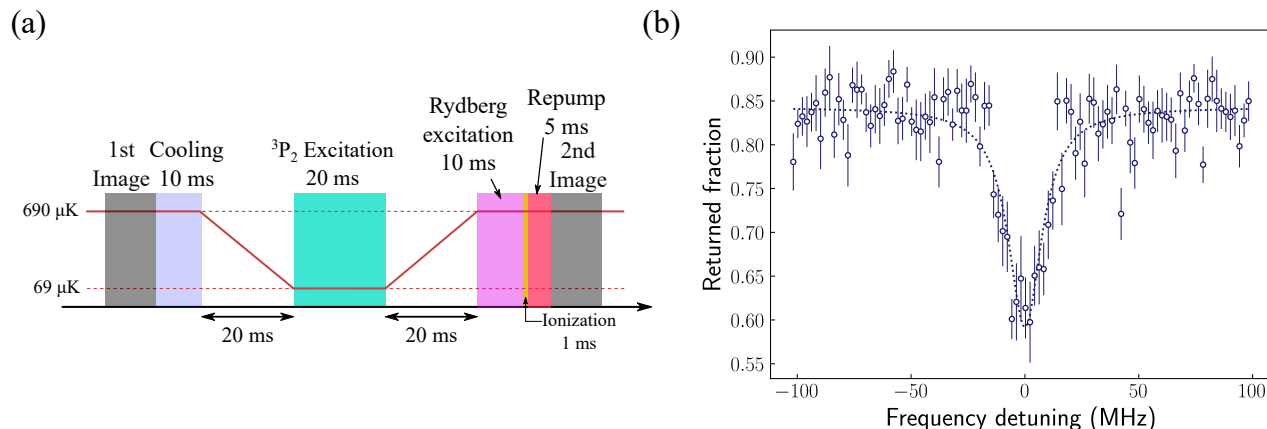 (a)
1st
Image
Cooling
10 ms
³P₂ Excitation
20 ms
Rydberg
excitation
10 ms
Repump
5 ms
2nd
Image
690 μK
69 μK
20 ms
20 ms
Ionization
1 ms
(b)
Returned fraction
0.90
0.85
0.80
0.75
0.70
0.65
0.60
0.55
−100
−50
0
50
100
Frequency detuning (MHz)